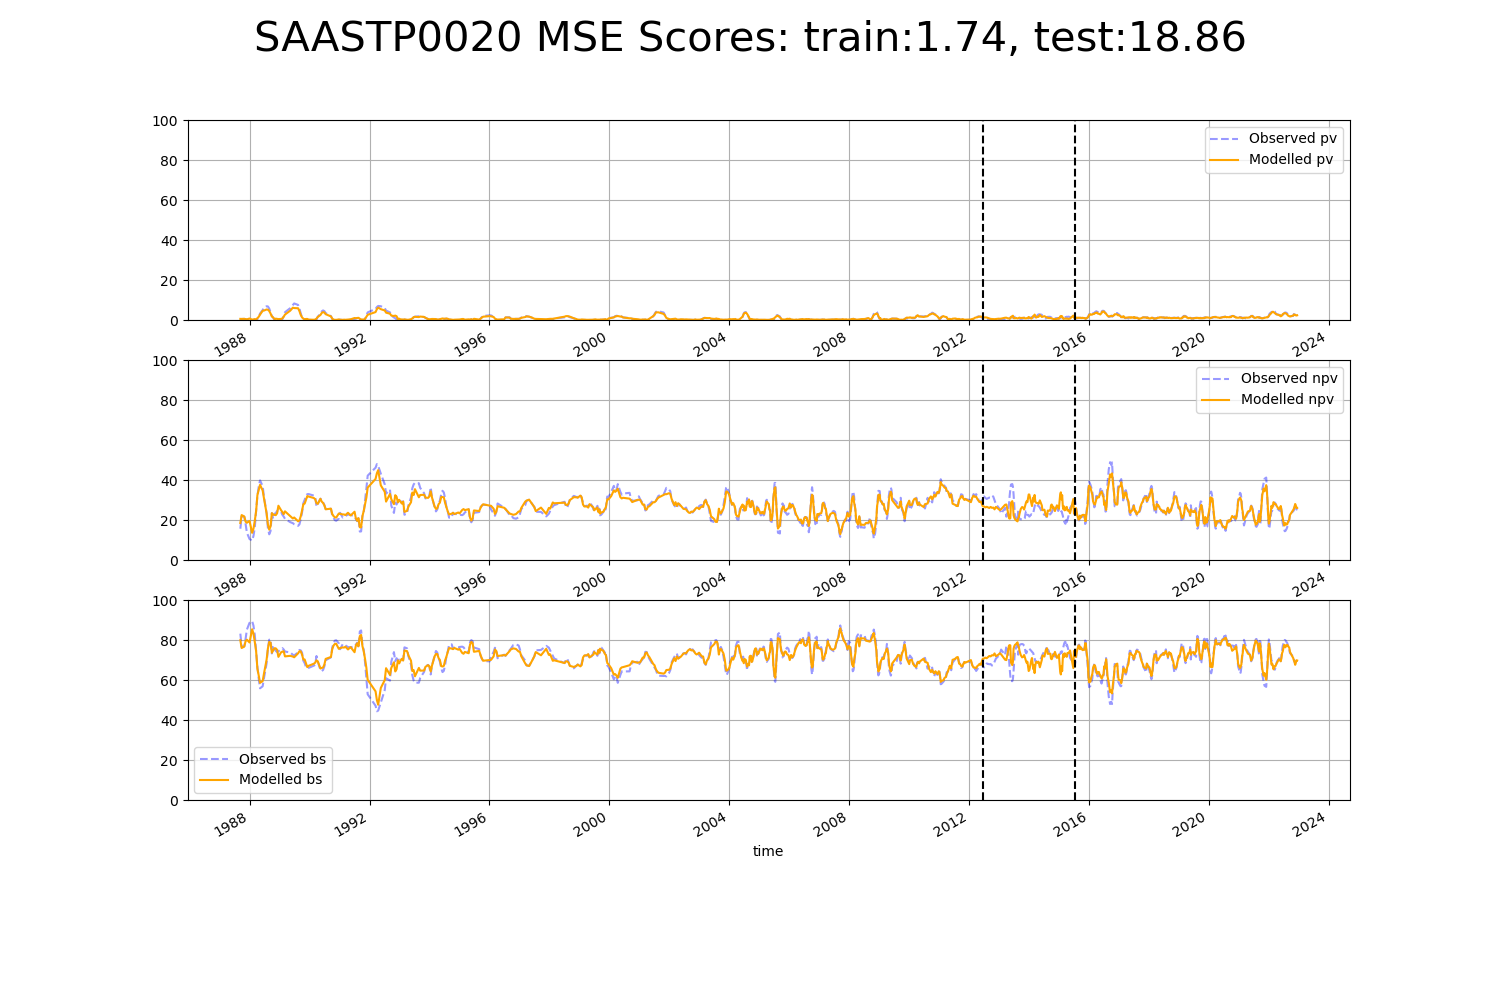 SAASTP0020 MSE Scores: train:1.74, test:18.86
100
80
60
40
20
0
Observed pv
Modelled pv
1988 1992 1996 2000 2004 2008 2012 2016 2020 2024
100
80
60
40
20
0
Observed npv
Modelled npv
1988 1992 1996 2000 2004 2008 2012 2016 2020 2024
100
80
60
40
20
0
Observed bs
Modelled bs
1988 1992 1996 2000 2004 2008 2012 2016 2020 2024
time